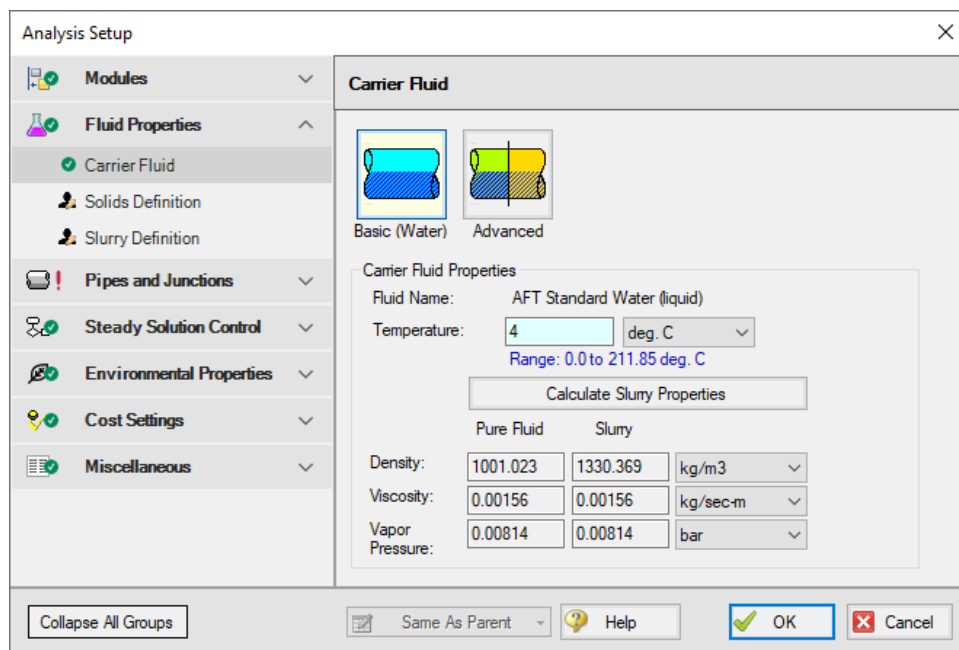 Analysis Setup
Modules
Fluid Properties
Carrier Fluid
Solids Definition
Slurry Definition
Pipes and Junctions
Steady Solution Control
Environmental Properties
Cost Settings
Miscellaneous
Carrier Fluid
Basic (Water) Advanced
Carrier Fluid Properties
Fluid Name: AFT Standard Water (liquid)
Temperature: 4 deg. C
Range: 0.0 to 211.85 deg. C
Calculate Slurry Properties
Pure Fluid Slurry
Density: 1001.023 1330.369 kg/m3
Viscosity: 0.00156 0.00156 kg/sec-m
Vapor
Pressure: 0.00814 0.00814 bar
Collapse All Groups Same As Parent Help OK Cancel